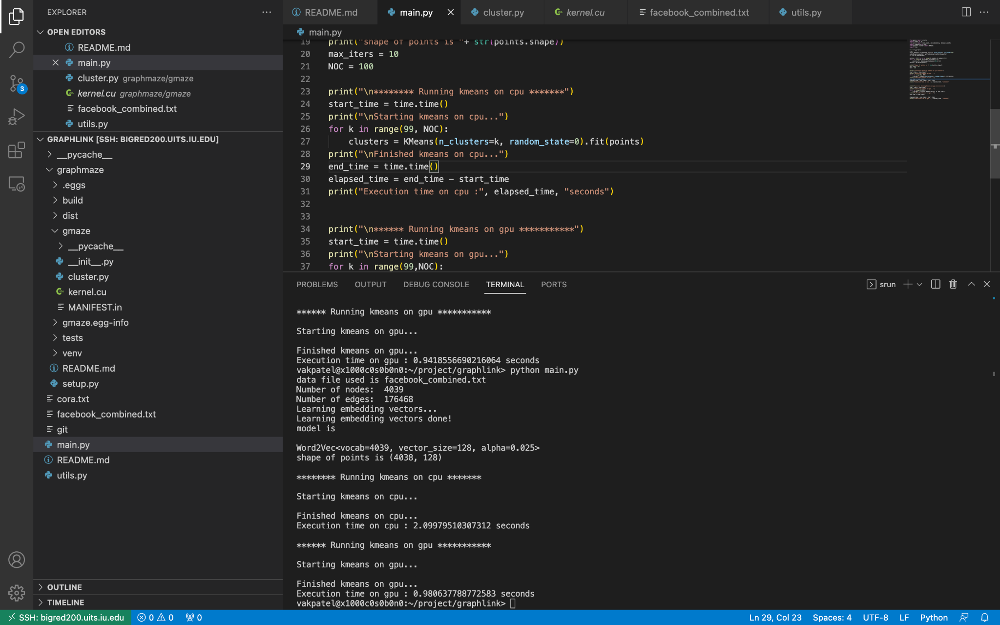 EXPLORER
OPEN EDITORS
README.md
main.py
cluster.py graphmaze/gmaze
kernel.cu graphmaze/gmaze
facebook_combined.txt
utils.py
GRAPHLINK [SSH: BIGRED200.UITS.IU.EDU]
__pycache__
graphmaze
.eggs
build
dist
gmaze
__pycache__
__init__.py
cluster.py
kernel.cu
MANIFEST.in
gmaze.egg-info
tests
venv
README.md
setup.py
cora.txt
facebook_combined.txt
git
main.py
README.md
utils.py
OUTLINE
TIMELINE
3
README.md main.py cluster.py kernel.cu facebook_combined.txt utils.py
main.py
19 print("shape of points is "+ str(points.shape))
20 max_iters = 10
21 NOC = 100
22
23 print("\n******** Running kmeans on cpu *******")
24 start_time = time.time()
25 print("\nStarting kmeans on cpu...")
26 for k in range(99, NOC):
27     clusters = KMeans(n_clusters=k, random_state=0).fit(points)
28 print("\nFinished kmeans on cpu...")
29 end_time = time.time()
30 elapsed_time = end_time - start_time
31 print("Execution time on cpu :", elapsed_time, "seconds")
32
33
34 print("\n****** Running kmeans on gpu ***********")
35 start_time = time.time()
36 print("\nStarting kmeans on gpu...")
37 for k in range(99,NOC):
PROBLEMS OUTPUT DEBUG CONSOLE TERMINAL PORTS
srun
****** Running kmeans on gpu ***********
Starting kmeans on gpu...
Finished kmeans on gpu...
Execution time on gpu : 0.9418556690216064 seconds
vakpatel@x1000c0s0b0n0:~/project/graphlink> python main.py
data file used is facebook_combined.txt
Number of nodes:  4039
Number of edges:  176468
Learning embedding vectors...
Learning embedding vectors done!
model is
Word2Vec<vocab=4039, vector_size=128, alpha=0.025>
shape of points is (4038, 128)
******** Running kmeans on cpu *******
Starting kmeans on cpu...
Finished kmeans on cpu...
Execution time on cpu : 2.09979510307312 seconds
****** Running kmeans on gpu ***********
Starting kmeans on gpu...
Finished kmeans on gpu...
Execution time on gpu : 0.980637788772583 seconds
vakpatel@x1000c0s0b0n0:~/project/graphlink>
SSH: bigred200.uits.iu.edu 0 0 0 Ln 29, Col 23 Spaces: 4 UTF-8 LF Python